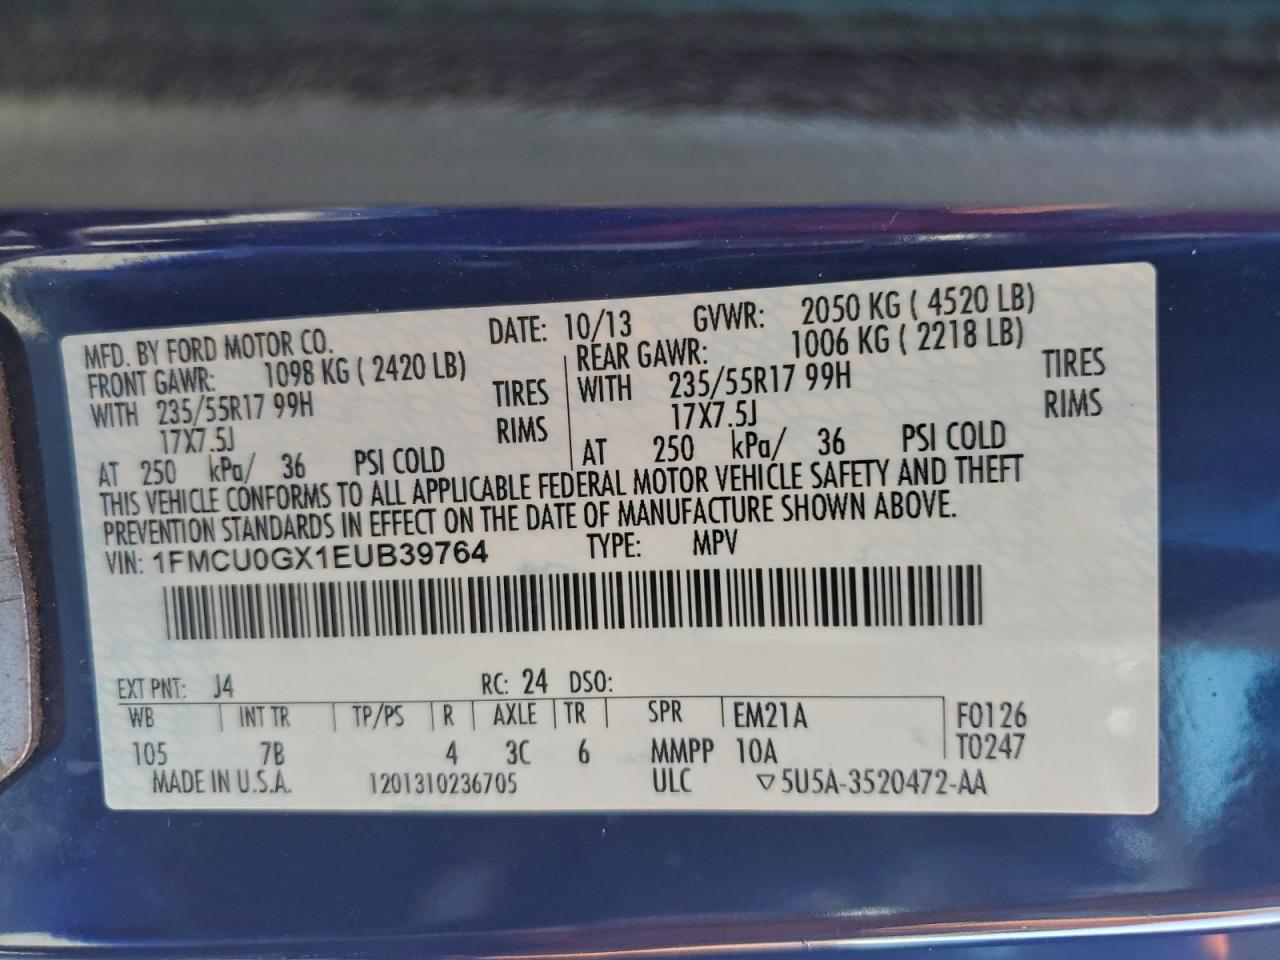 MFD. BY FORD MOTOR CO. DATE: 10/13 GVWR: 2050 KG ( 4520 LB)
FRONT GAWR: 1098 KG ( 2420 LB) REAR GAWR: 1006 KG ( 2218 LB)
WITH 235/55R17 99H TIRES WITH 235/55R17 99H TIRES
17X7.5J RIMS 17X7.5J RIMS
AT 250 kPa/ 36 PSI COLD AT 250 kPa/ 36 PSI COLD
THIS VEHICLE CONFORMS TO ALL APPLICABLE FEDERAL MOTOR VEHICLE SAFETY AND THEFT
PREVENTION STANDARDS IN EFFECT ON THE DATE OF MANUFACTURE SHOWN ABOVE.
VIN: 1FMCU0GX1EUB39764 TYPE: MPV
EXT PNT: J4 RC: 24 DSO:
WB INT TR TP/PS R AXLE TR SPR EM21A F0126
105 7B 4 3C 6 MMPP 10A T0247
MADE IN U.S.A. 1201310236705 ULC ▽5U5A-3520472-AA